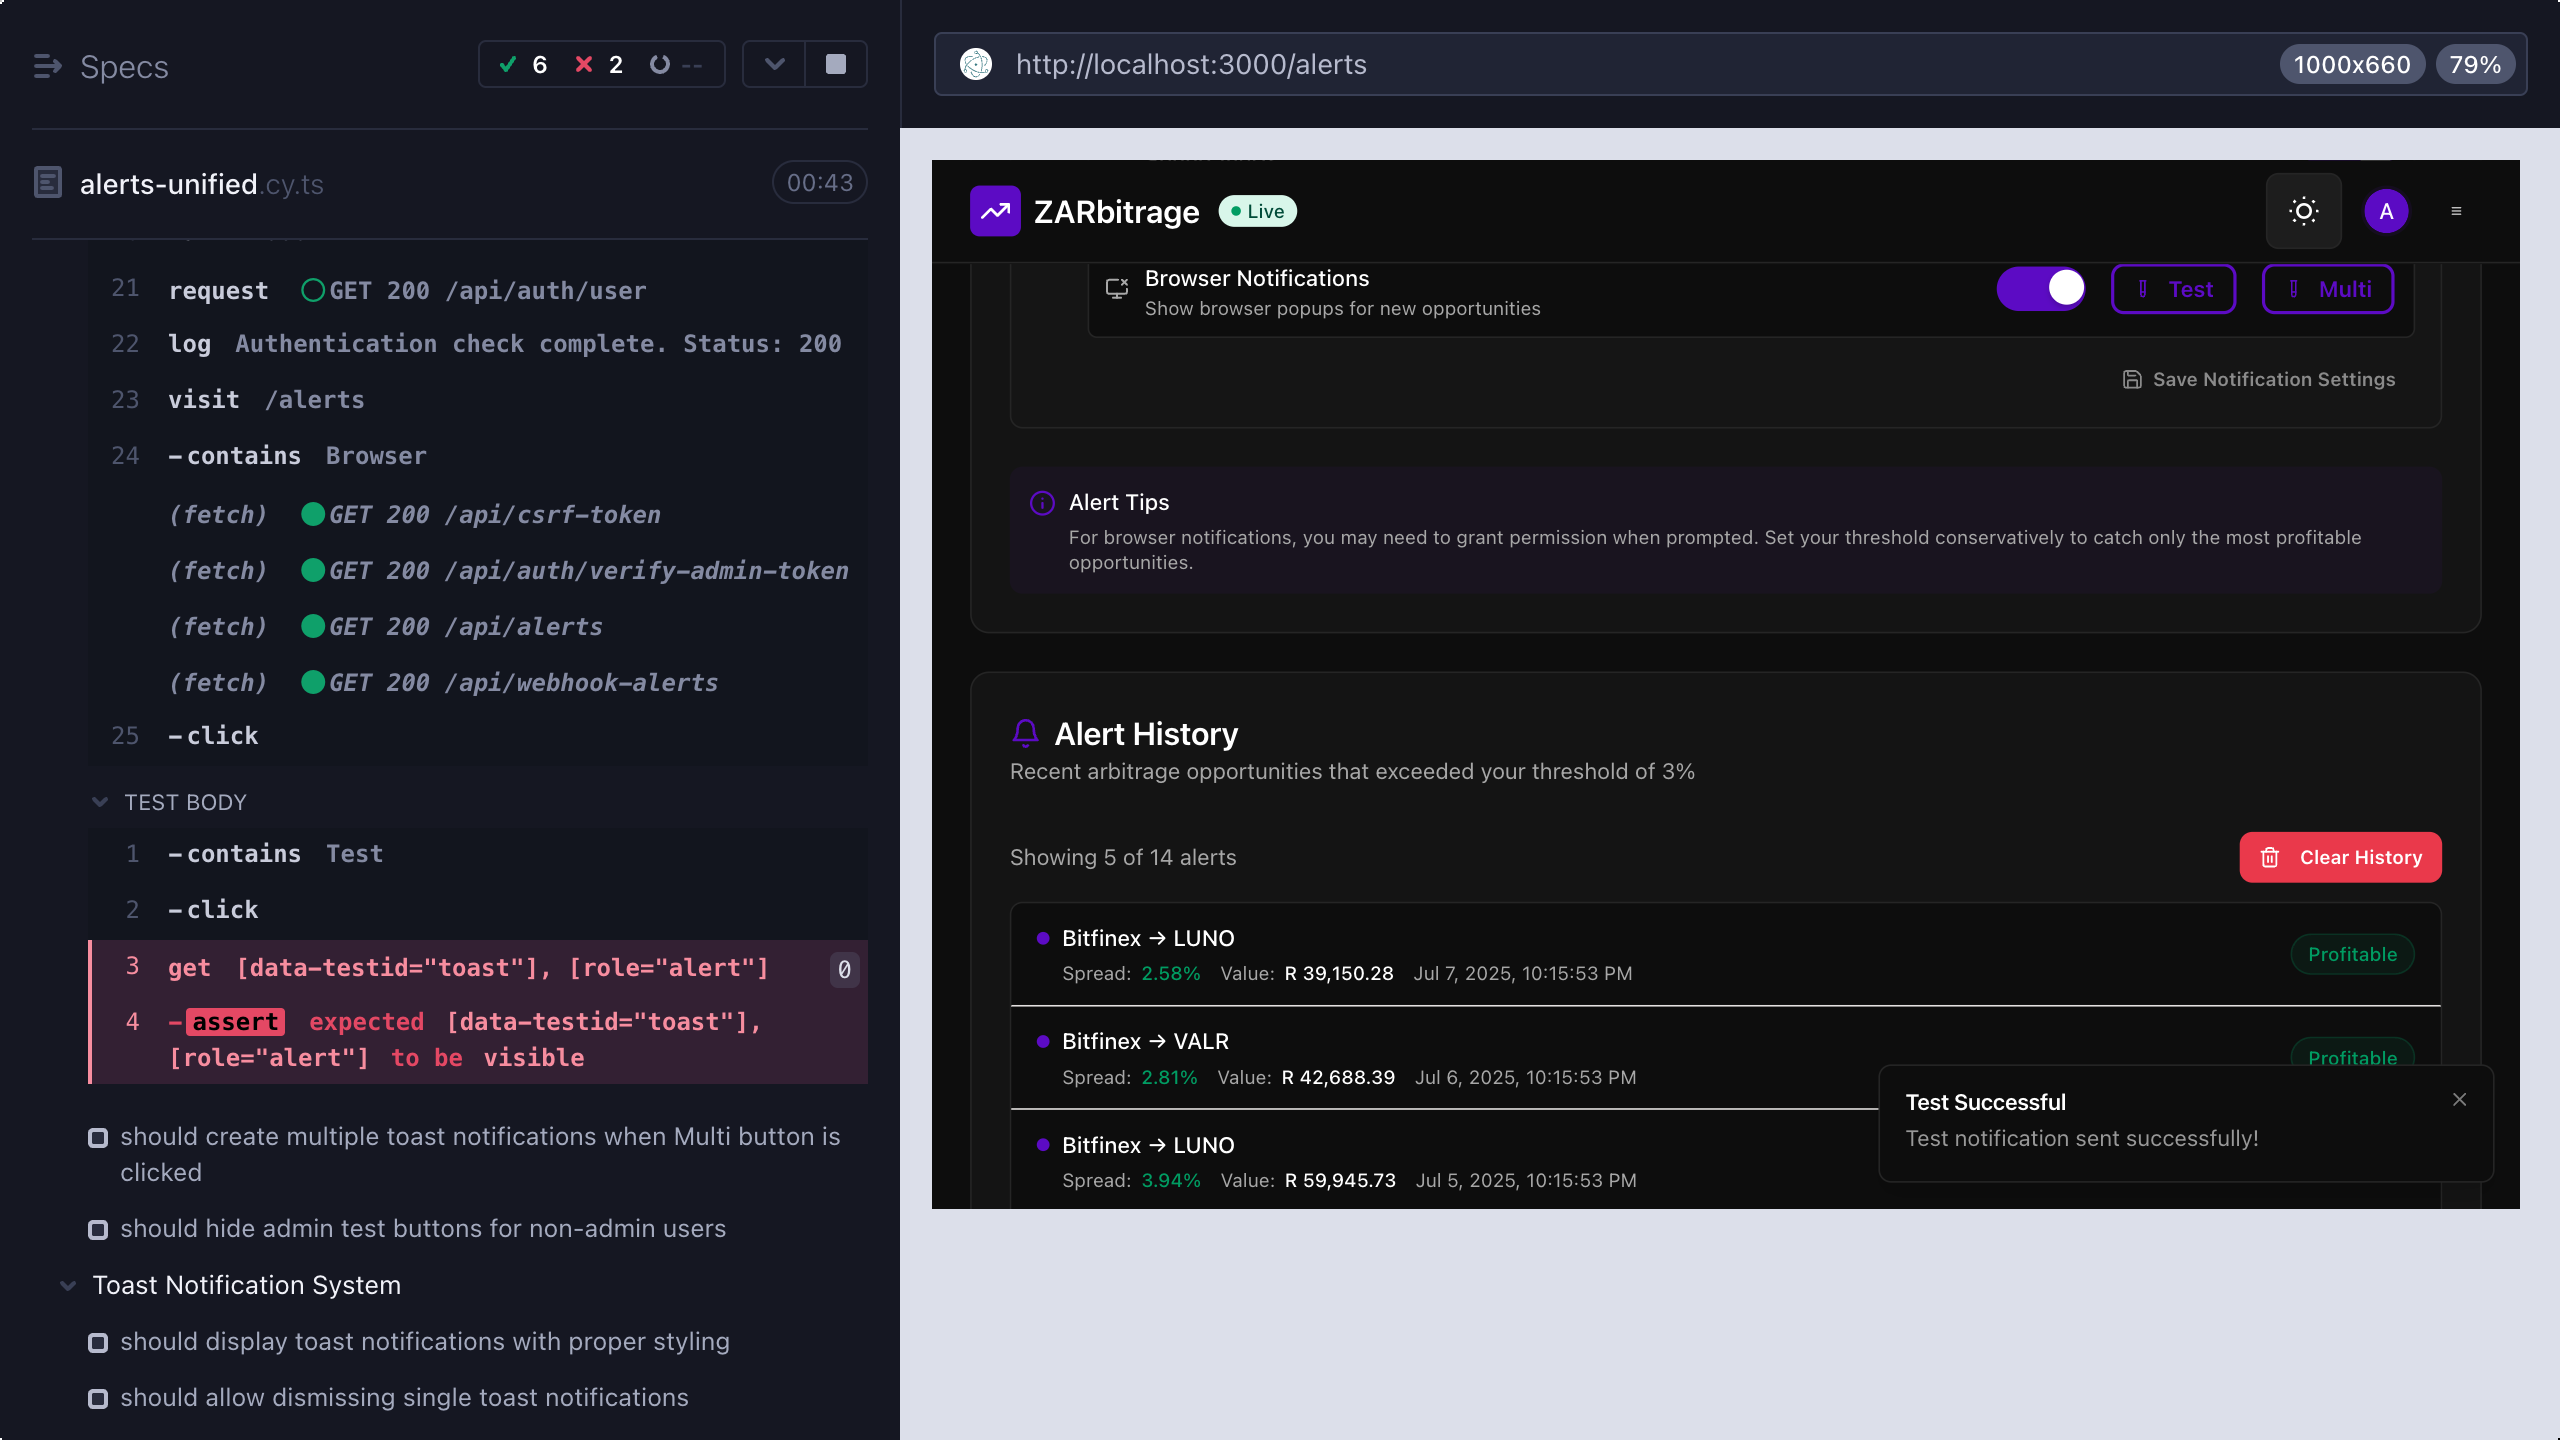 Specs
6 2 --
alerts-unified.cy.ts
00:43
21 request GET 200 /api/auth/user
22 log Authentication check complete. Status: 200
23 visit /alerts
24 -contains Browser
(fetch) GET 200 /api/csrf-token
(fetch) GET 200 /api/auth/verify-admin-token
(fetch) GET 200 /api/alerts
(fetch) GET 200 /api/webhook-alerts
25 -click
TEST BODY
1 -contains Test
2 -click
3 get [data-testid="toast"], [role="alert"] 0
4 -assert expected [data-testid="toast"],
[role="alert"] to be visible
should create multiple toast notifications when Multi button is
clicked
should hide admin test buttons for non-admin users
Toast Notification System
should display toast notifications with proper styling
should allow dismissing single toast notifications
http://localhost:3000/alerts
1000x660 79%
ZARbitrage
Live
A
Browser Notifications
Show browser popups for new opportunities
Test
Multi
Save Notification Settings
Alert Tips
For browser notifications, you may need to grant permission when prompted. Set your threshold conservatively to catch only the most profitable
opportunities.
Alert History
Recent arbitrage opportunities that exceeded your threshold of 3%
Showing 5 of 14 alerts
Clear History
Bitfinex → LUNO
Spread: 2.58% Value: R 39,150.28 Jul 7, 2025, 10:15:53 PM
Profitable
Bitfinex → VALR
Spread: 2.81% Value: R 42,688.39 Jul 6, 2025, 10:15:53 PM
Profitable
Bitfinex → LUNO
Spread: 3.94% Value: R 59,945.73 Jul 5, 2025, 10:15:53 PM
Test Successful
Test notification sent successfully!